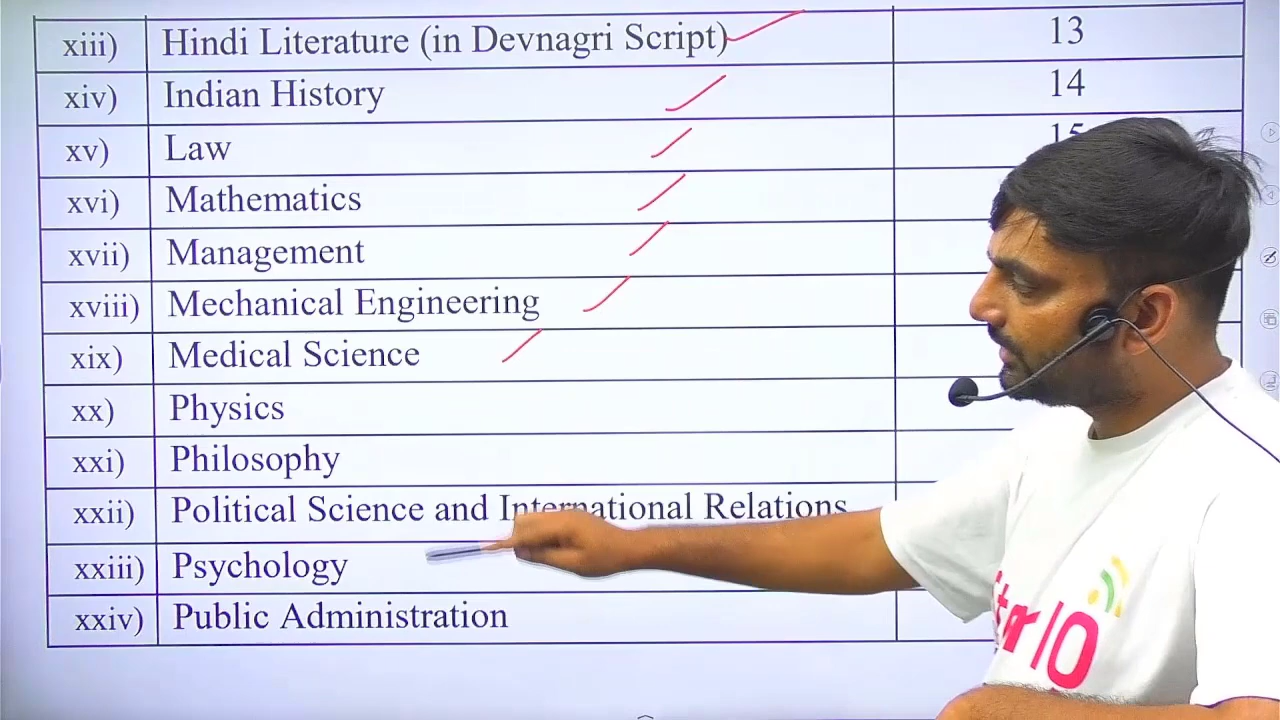 xiii) Hindi Literature (in Devnagri Script) 13
xiv) Indian History 14
xv) Law 15
xvi) Mathematics
xvii) Management
xviii) Mechanical Engineering
xix) Medical Science
xx) Physics
xxi) Philosophy
xxii) Political Science and International Relations
xxiii) Psychology
xxiv) Public Administration